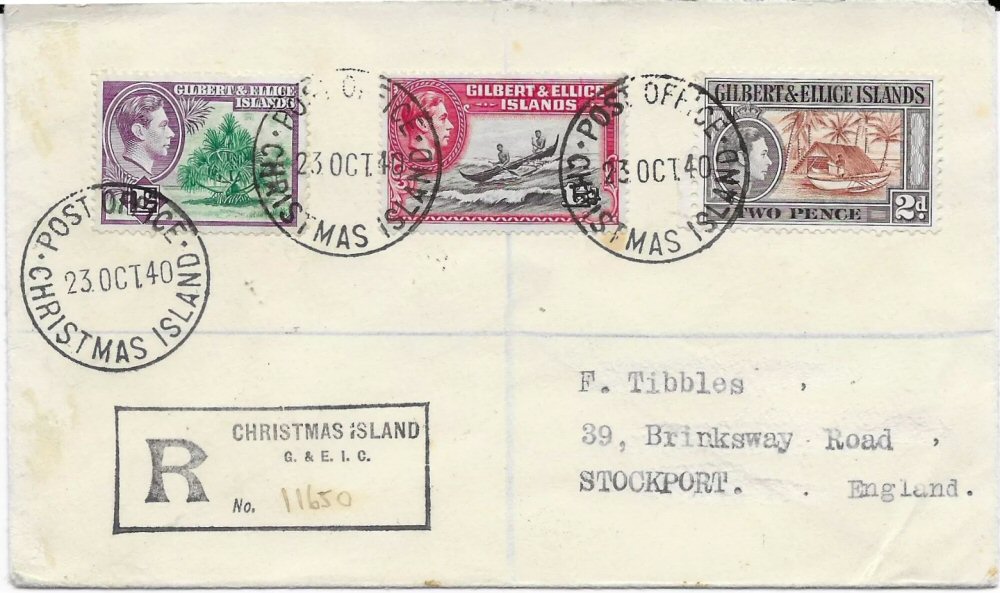 GILBERT & ELLICE
ISLANDS
GILBERT & ELLICE
ISLANDS
GILBERT & ELLICE ISLANDS
TWO PENCE 2d
POST OFFICE
23.OCT.40
CHRISTMAS ISLAND
POST OFFICE
23 OCT.40
CHRISTMAS ISLAND
POST OFFICE
23 OCT.40
CHRISTMAS ISLAND
R
CHRISTMAS ISLAND
G. & E. I. C.
No. 11650
F. Tibbles ,
39, Brinksway Road ,
STOCKPORT. . England.